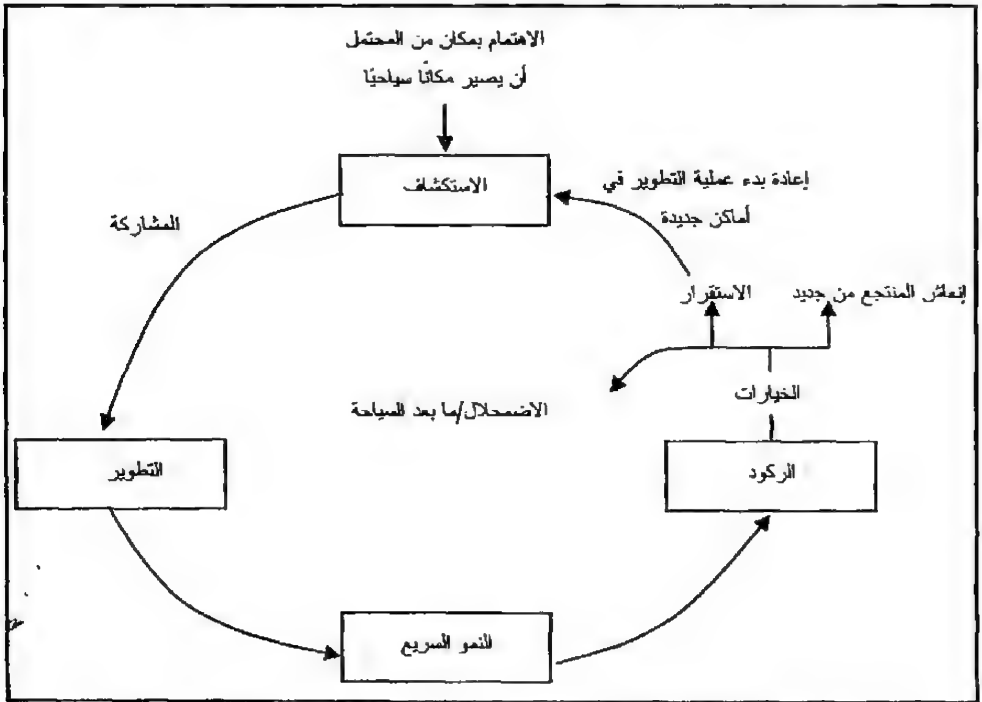 الاهتمام بمكان من المحتمل
أن يصير مكانًا سياحيًا
الاستكشاف
إعادة بدء عملية التطوير في
أماكن جديدة
المشاركة
الاستقرار
إنعاش المنتجع من جديد
الخيارات
الاضمحلال/ما بعد السياحة
التطوير
الركود
النمو السريع